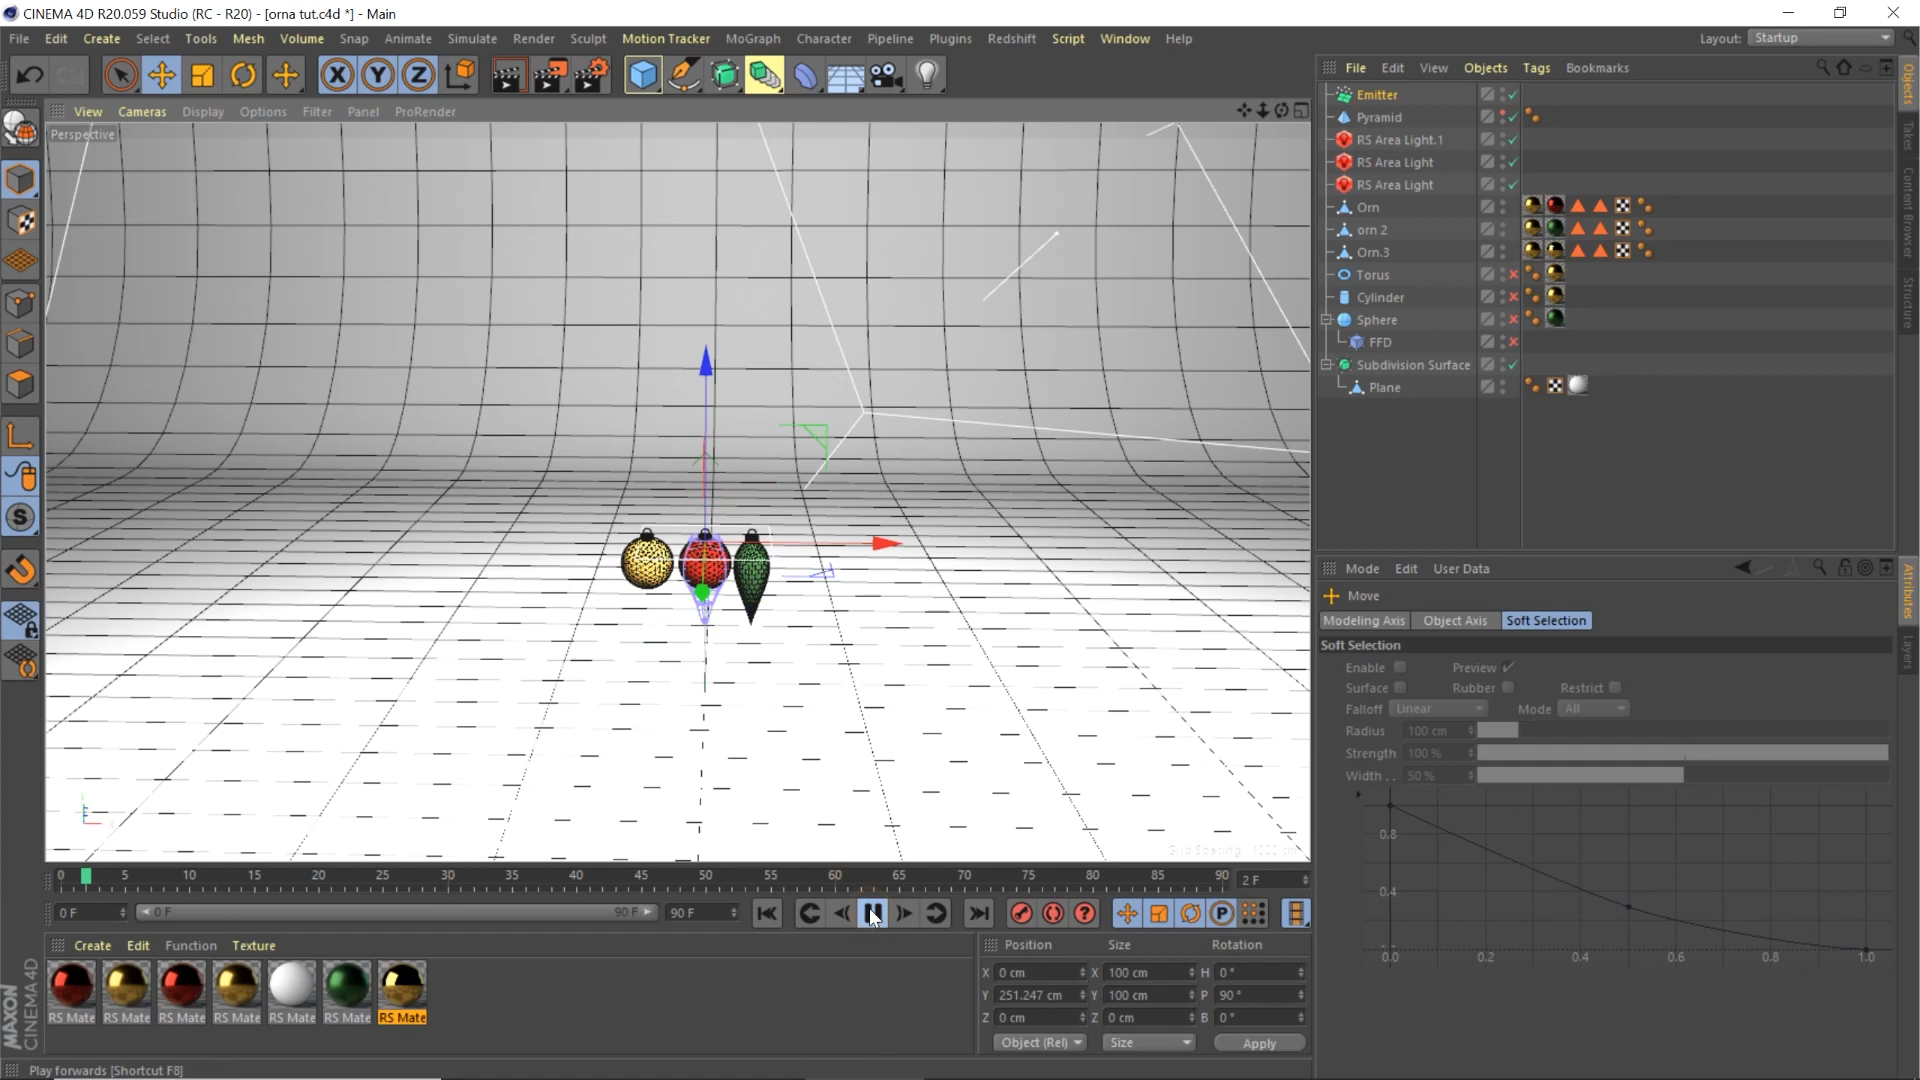 CINEMA 4D R20.059 Studio (RC - R20) - [orna tut.c4d *] - Main
File Edit Create Select Tools Mesh Volume Snap Animate Simulate Render Sculpt Motion Tracker MoGraph Character Pipeline Plugins Redshift Script Window Help
Layout: Startup
X Y Z
File Edit View Objects Tags Bookmarks
View Cameras Display Options Filter Panel ProRender
Perspective
Emitter
Pyramid
RS Area Light.1
RS Area Light
RS Area Light
Orn
orn 2
Orn.3
Torus
Cylinder
Sphere
FFD
Subdivision Surface
Plane
Objects
Takes
Content Browser
Structure
Mode Edit User Data
Move
Modeling Axis Object Axis Soft Selection
Soft Selection
Enable Preview
Surface Rubber Restrict
Falloff Linear Mode All
Radius 100 cm
Strength 100 %
Width . . 50 %
0.8
0.4
0.0 0.2 0.4 0.6 0.8 1.0
Attributes
Layers
0 5 10 15 20 25 30 35 40 45 50 55 60 65 70 75 80 85 90 2 F
0 F 0 F 90 F 90 F
Create Edit Function Texture
RS Mate RS Mate RS Mate RS Mate RS Mate RS Mate RS Mate
Position Size Rotation
X 0 cm X 100 cm H 0 °
Y 251.247 cm Y 100 cm P 90 °
Z 0 cm Z 0 cm B 0 °
Object (Rel) Size Apply
MAXON
CINEMA 4D
Play forwards [Shortcut F8]